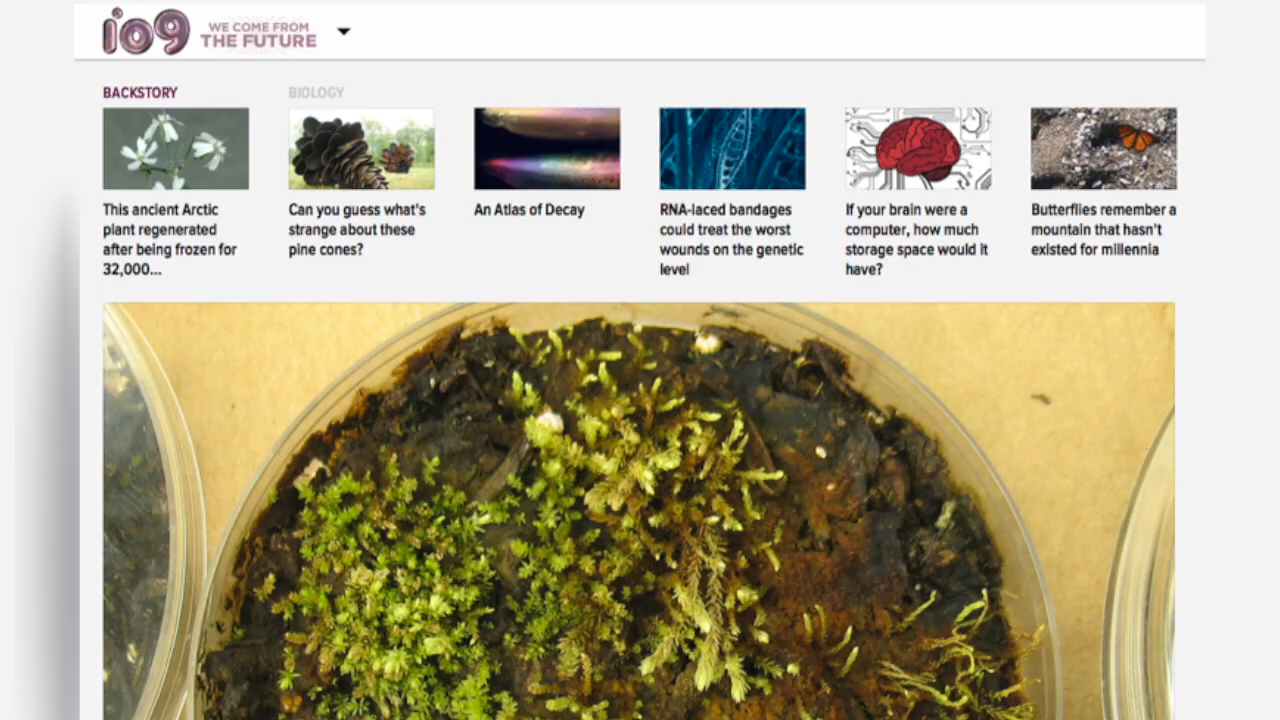 io9
WE COME FROM
THE FUTURE
BACKSTORY
BIOLOGY
This ancient Arctic
plant regenerated
after being frozen for
32,000...
Can you guess what's
strange about these
pine cones?
An Atlas of Decay
RNA-laced bandages
could treat the worst
wounds on the genetic
level
If your brain were a
computer, how much
storage space would it
have?
Butterflies remember a
mountain that hasn't
existed for millennia